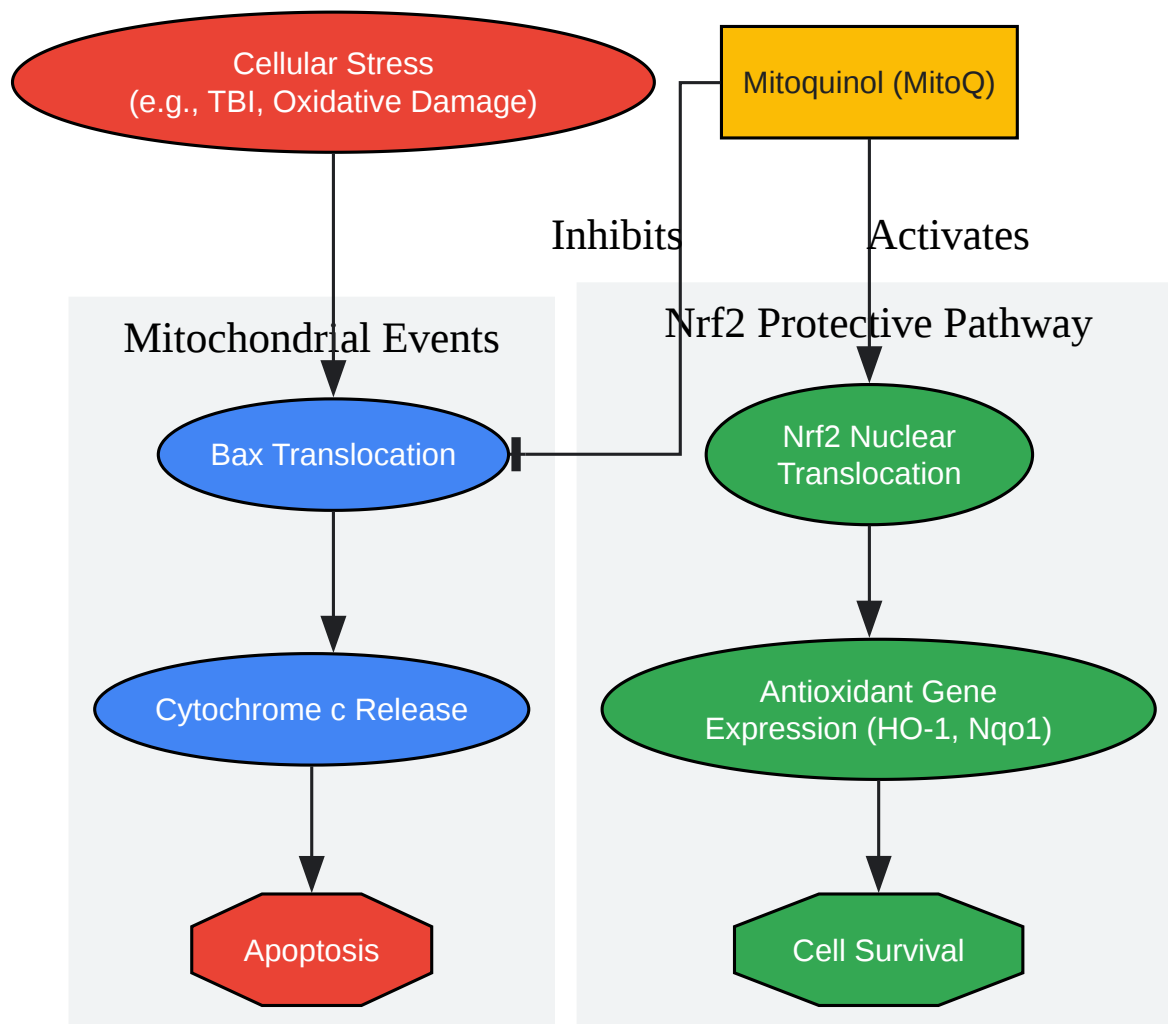 Cellular Stress
(e.g., TBI, Oxidative Damage)
Mitoquinol (MitoQ)
Inhibits
Activates
Mitochondrial Events
Nrf2 Protective Pathway
Bax Translocation
Nrf2 Nuclear
Translocation
Cytochrome c Release
Antioxidant Gene
Expression (HO-1, Nqo1)
Apoptosis
Cell Survival